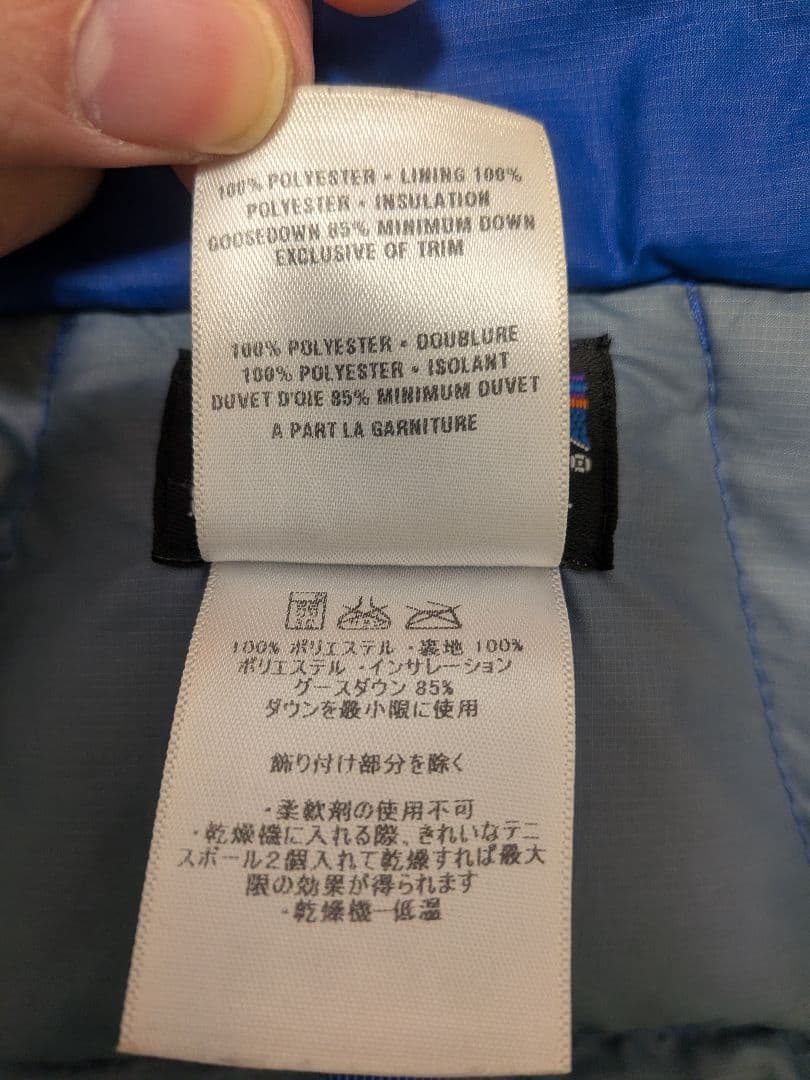 100% POLYESTER • LINING 100%
POLYESTER • INSULATION
GOOSEDOWN 85% MINIMUM DOWN
EXCLUSIVE OF TRIM
100% POLYESTER • DOUBLURE
100% POLYESTER • ISOLANT
DUVET D'OIE 85% MINIMUM DUVET
A PART LA GARNITURE
®
100% ポリエステル ・裏地 100%
ポリエステル ・インサレーション
グースダウン 85%
ダウンを最小限に使用
飾り付け部分を除く
・柔軟剤の使用不可
・乾燥機に入れる際、きれいなテニ
スボール2個入れて乾燥すれば最大
限の効果が得られます
・乾燥機ー低温